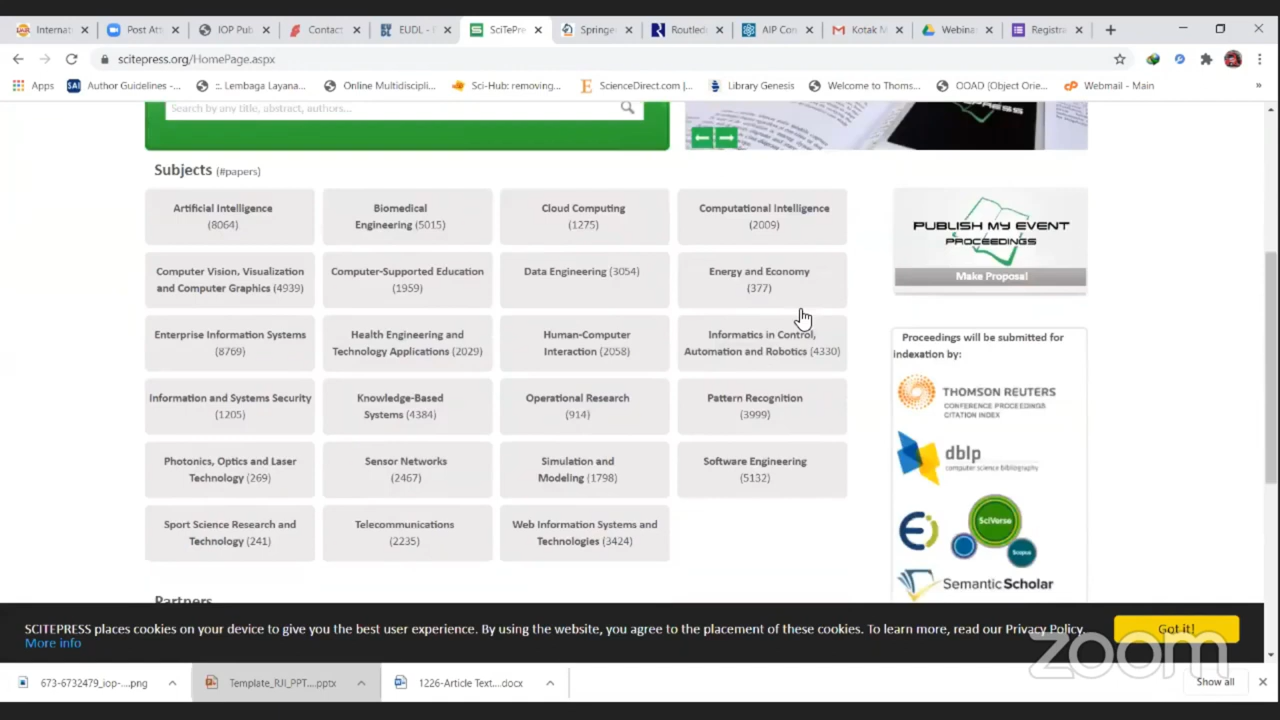 Internat
Post Att
IOP Pub
Contact
EUDL -
SciTePre
Springe
Routled
AIP Con
Kotak M
Webina
Registra
scitepress.org/HomePage.aspx
Apps
Author Guidelines -...
:: Lembaga Layana...
Online Multidiscipli...
Sci-Hub: removing...
ScienceDirect.com |...
Library Genesis
Welcome to Thoms...
OOAD (Object Orie...
Webmail - Main
Search by any title, abstract, authors...
Subjects (#papers)
Artificial Intelligence
(8064)
Biomedical
Engineering (5015)
Cloud Computing
(1275)
Computational Intelligence
(2009)
Computer Vision, Visualization
and Computer Graphics (4939)
Computer-Supported Education
(1959)
Data Engineering (3054)
Energy and Economy
(377)
Enterprise Information Systems
(8769)
Health Engineering and
Technology Applications (2029)
Human-Computer
Interaction (2058)
Informatics in Control,
Automation and Robotics (4330)
Information and Systems Security
(1205)
Knowledge-Based
Systems (4384)
Operational Research
(914)
Pattern Recognition
(3999)
Photonics, Optics and Laser
Technology (269)
Sensor Networks
(2467)
Simulation and
Modeling (1798)
Software Engineering
(5132)
Sport Science Research and
Technology (241)
Telecommunications
(2235)
Web Information Systems and
Technologies (3424)
PUBLISH MY EVENT
PROCEEDINGS
Make Proposal
Proceedings will be submitted for
indexation by:
THOMSON REUTERS
CONFERENCE PROCEEDINGS
CITATION INDEX
dblp
computer science bibliography
Ei
SciVerse
Scopus
Semantic Scholar
Partners
SCITEPRESS places cookies on your device to give you the best user experience. By using the website, you agree to the placement of these cookies. To learn more, read our Privacy Policy.
More info
Got it!
zoom
673-6732479_iop-....png
Template_RJI_PPT....pptx
1226-Article Text....docx
Show all